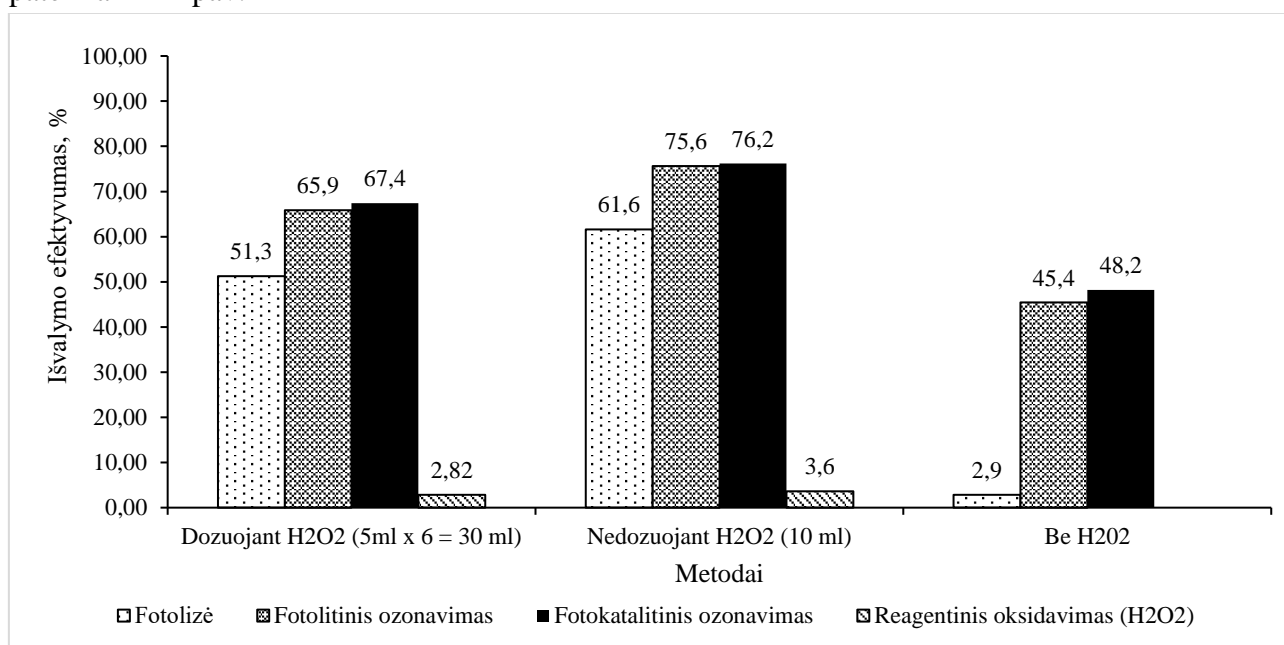 100,00
90,00
80,00
70,00
60,00
50,00
40,00
30,00
20,00
10,00
0,00
Išvalymo efektyvumas, %
51,3
65,9
67,4
2,82
61,6
75,6
76,2
3,6
2,9
45,4
48,2
Dozuojant H2O2 (5ml x 6 = 30 ml)
Nedozuojant H2O2 (10 ml)
Be H202
Metodai
Fotolizė
Fotolitinis ozonavimas
Fotokatalitinis ozonavimas
Reagentinis oksidavimas (H2O2)